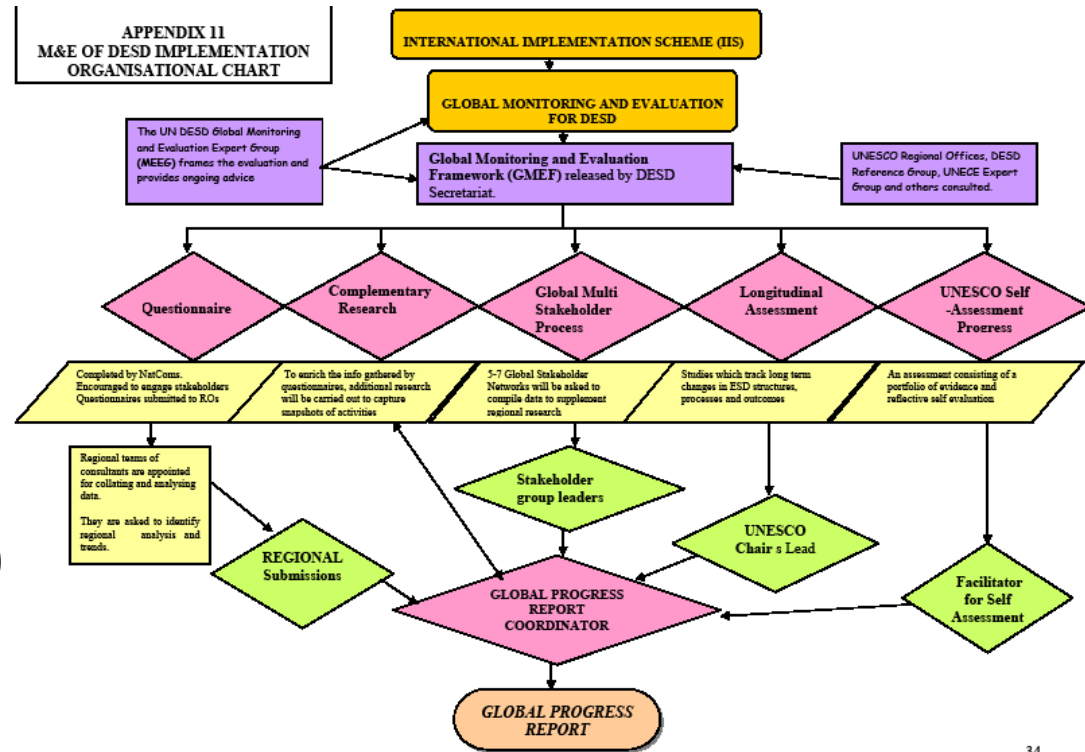 APPENDIX 11
M&E OF DESD IMPLEMENTATION
ORGANISATIONAL CHART
INTERNATIONAL IMPLEMENTATION SCHEME (IIS)
GLOBAL MONITORING AND EVALUATION
FOR DESD
The UN DESD Global Monitoring
and Evaluation Expert Group
(MEEG) frames the evaluation and
provides ongoing advice
Global Monitoring and Evaluation
Framework (GMEF) released by DESD
Secretariat.
UNESCO Regional Offices, DESD
Reference Group, UNECE Expert
Group and others consulted.
Questionnaire
Complementary
Research
Global Multi
Stakeholder
Process
Longitudinal
Assessment
UNESCO Self
-Assessment
Progress
Completed by NatComs.
Encouraged to engage stakeholders
Questionnaires submitted to ROs
To enrich the info gathered by
questionnaires, additional research
will be carried out to capture
snapshots of activities
5-7 Global Stakeholder
Networks will be asked to
compile data to supplement
regional research
Studies which track long term
changes in ESD structures,
processes and outcomes
An assessment consisting of a
portfolio of evidence and
reflective self evaluation
Regional teams of
consultants are appointed
for collating and analysing
data.
They are asked to identify
regional analysis and
trends.
Stakeholder
group leaders
UNESCO
Chair s Lead
REGIONAL
Submissions
Facilitator
for Self
Assessment
GLOBAL PROGRESS
REPORT
COORDINATOR
GLOBAL PROGRESS
REPORT
34